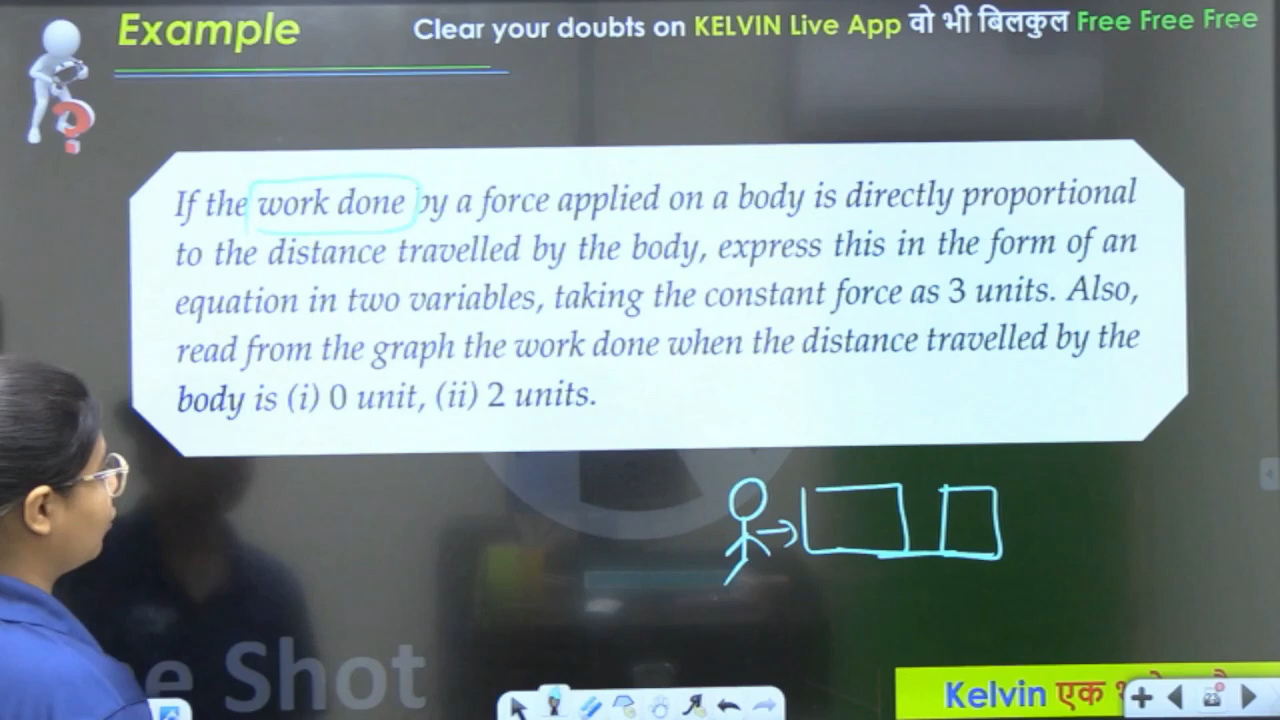 Example
Clear your doubts on KELVIN Live App वो भी बिलकुल Free Free Free
If the work done by a force applied on a body is directly proportional
to the distance travelled by the body, express this in the form of an
equation in two variables, taking the constant force as 3 units. Also,
read from the graph the work done when the distance travelled by the
body is (i) 0 unit, (ii) 2 units.
Shot
Kelvin एक
23